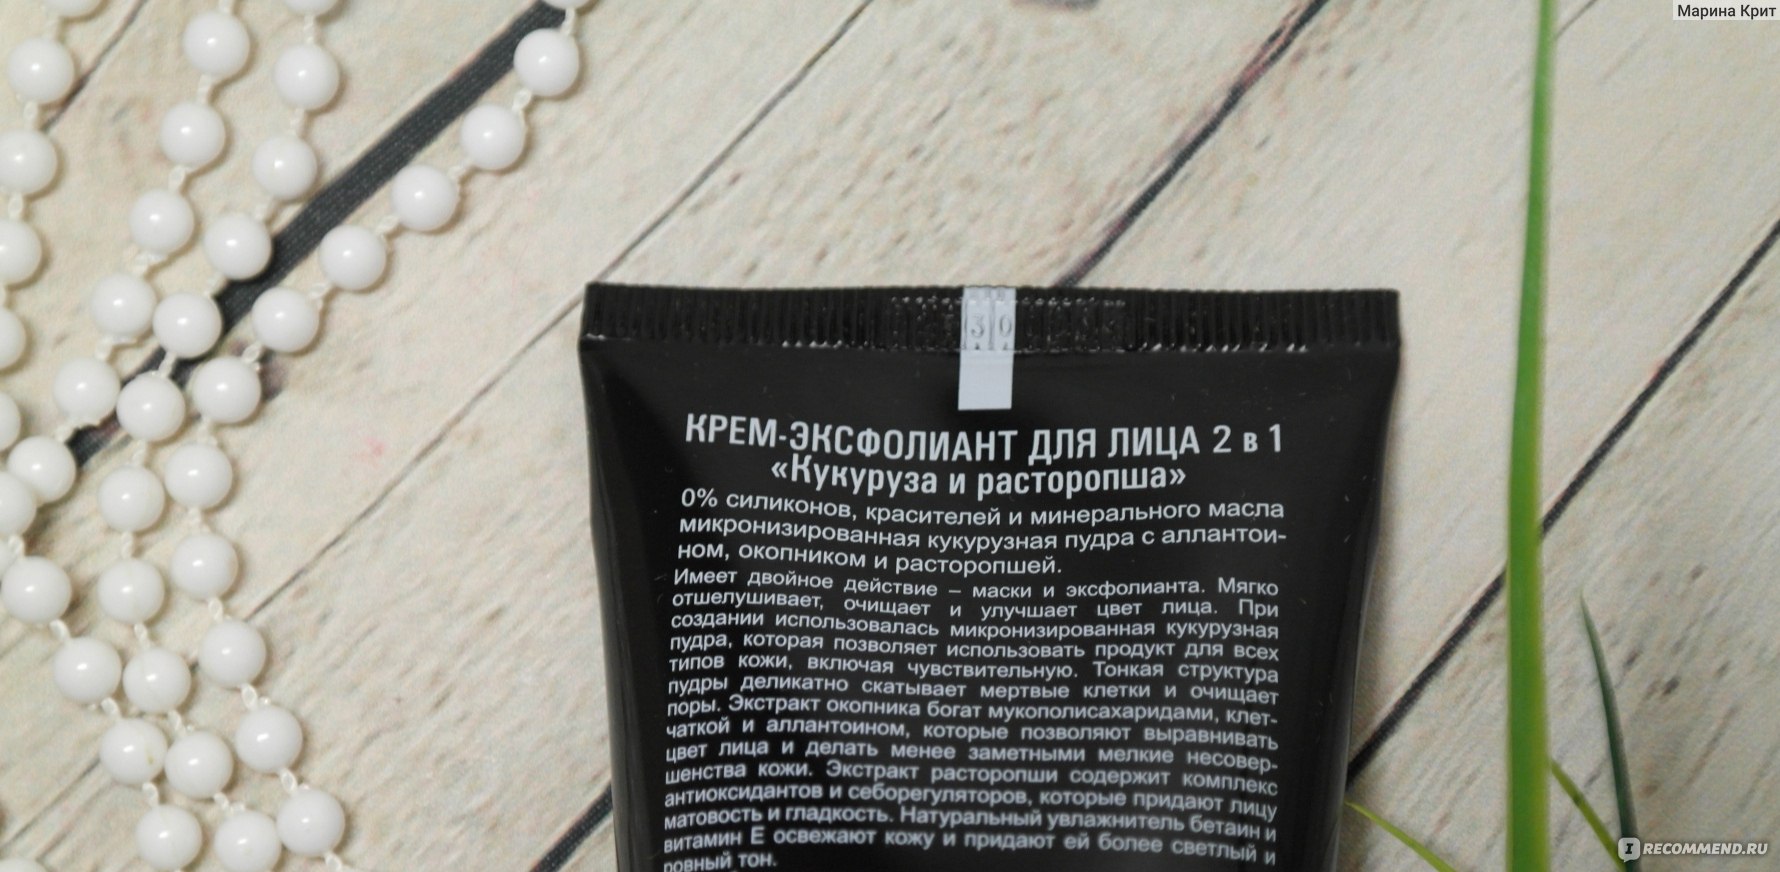 Марина Крит
30
КРЕМ-ЭКСФОЛИАНТ ДЛЯ ЛИЦА 2 в 1
«Кукуруза и расторопша»
0% силиконов, красителей и минерального масла
микронизированная кукурузная пудра с аллантои-
ном, окопником и расторопшей.
Имеет двойное действие – маски и эксфолианта. Мягко
отшелушивает, очищает и улучшает цвет лица. При
создании использовалась микронизированная кукурузная
пудра, которая позволяет использовать продукт для всех
типов кожи, включая чувствительную. Тонкая структура
пудры деликатно скатывает мертвые клетки и очищает
поры. Экстракт окопника богат мукополисахаридами, клет-
чаткой и аллантоином, которые позволяют выравнивать
цвет лица и делать менее заметными мелкие несовер-
шенства кожи. Экстракт расторопши содержит комплекс
антиоксидантов и себорегуляторов, которые придают лицу
матовость и гладкость. Натуральный увлажнитель бетаин и
витамин Е освежают кожу и придают ей более светлый и
ровный тон.
IRECOMMEND.RU